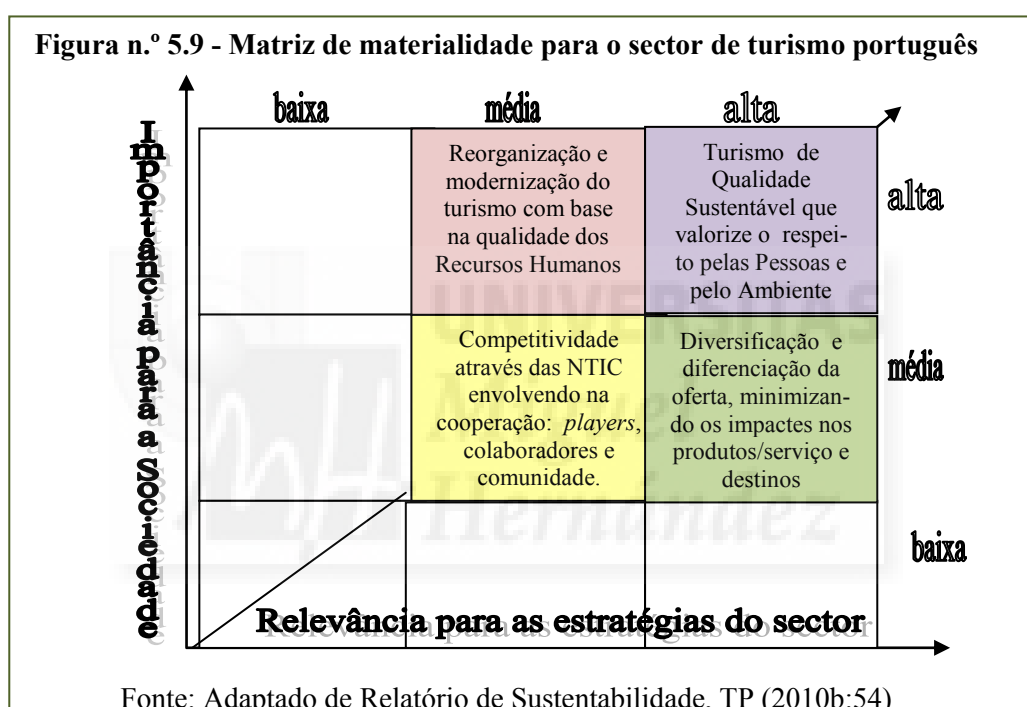 Figura n.º 5.9 - Matriz de materialidade para o sector de turismo português
baixa
média
alta
Importância para a Sociedade
Reorganização e
modernização do
turismo com base
na qualidade dos
Recursos Humanos
Turismo de
Qualidade
Sustentável que
valorize o respei-
to pelas Pessoas e
pelo Ambiente
alta
Competitividade
através das NTIC
envolvendo na
cooperação: players,
colaboradores e
comunidade.
Diversificação e
diferenciação da
oferta, minimizan-
do os impactes nos
produtos/serviço e
destinos
média
baixa
UNIVERSITAS
Miguel
Hernández
Relevância para as estratégias do sector
Fonte: Adaptado de Relatório de Sustentabilidade, TP (2010b:54)